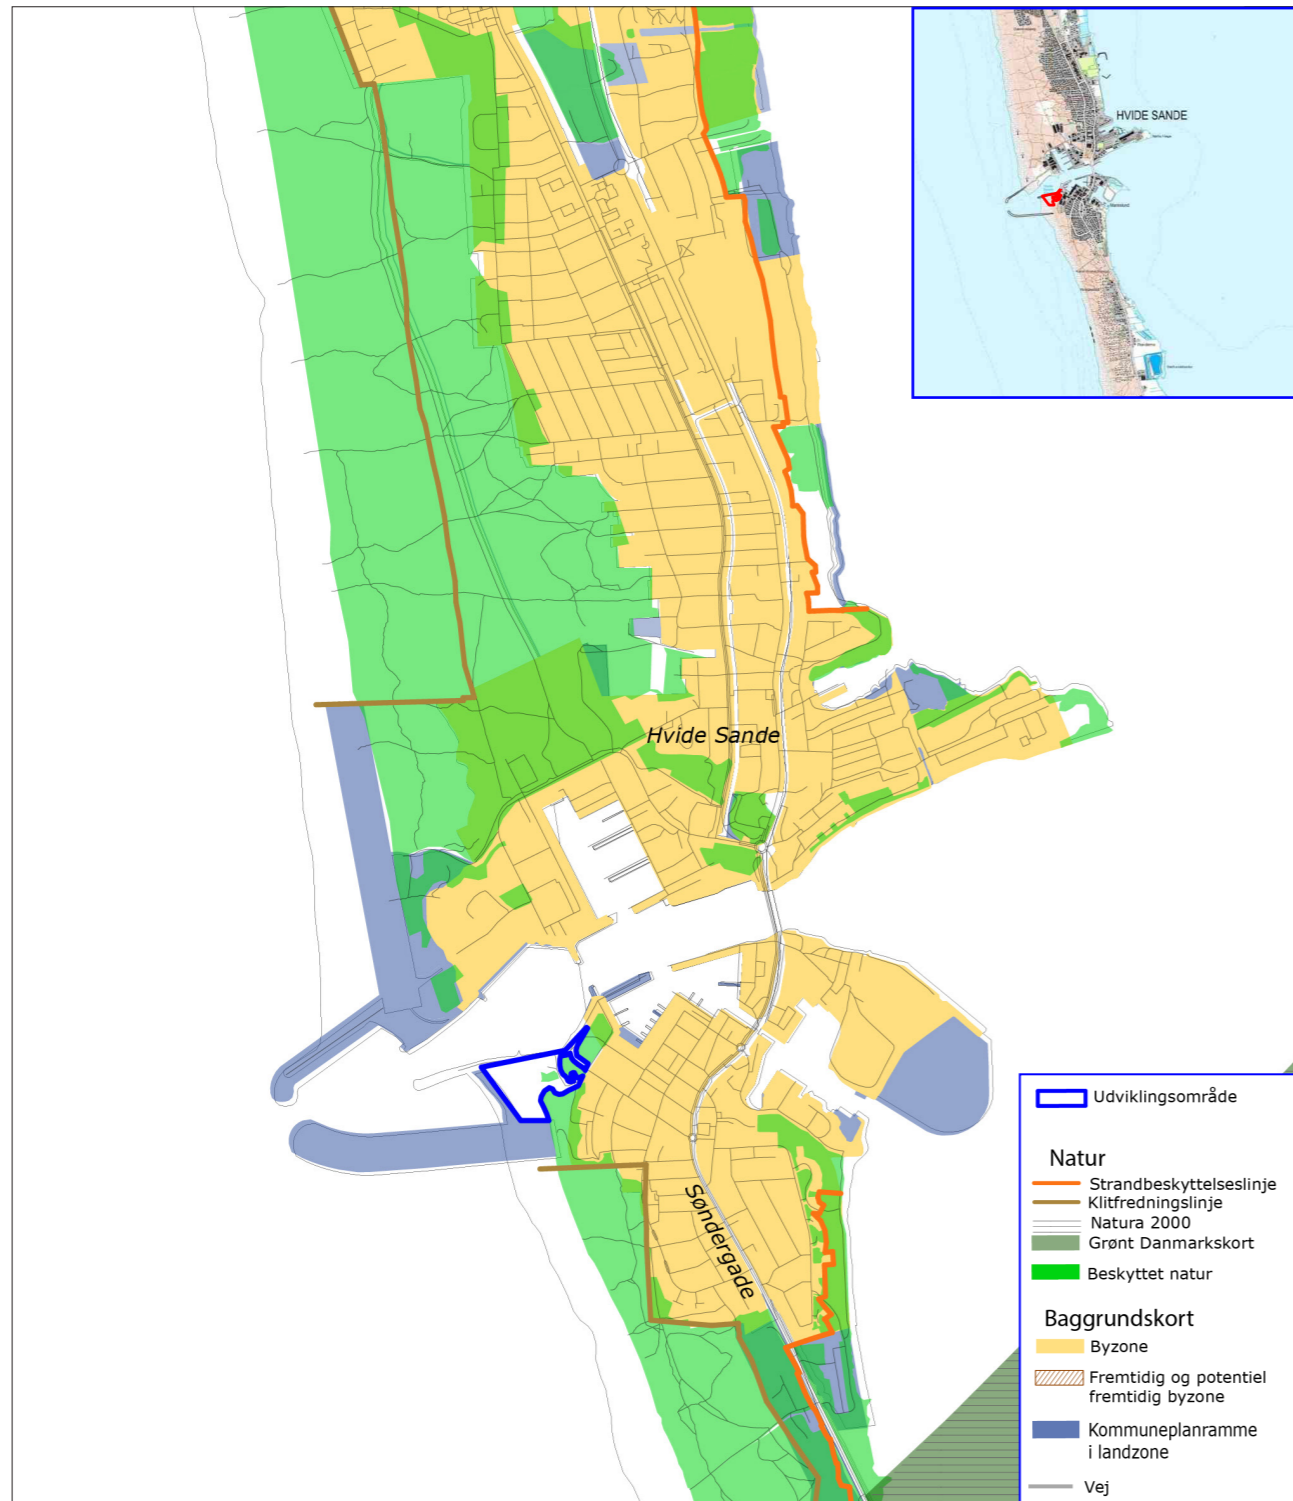 HVIDE SANDE
Hvide Sande
Søndergade
Udviklingsområde
Natur
Strandbeskyttelseslinje
Klitfredningslinje
Natura 2000
Grønt Danmarkskort
Beskyttet natur
Baggrundskort
Byzone
Fremtidig og potentiel
fremtidig byzone
Kommuneplanramme
i landzone
Vej